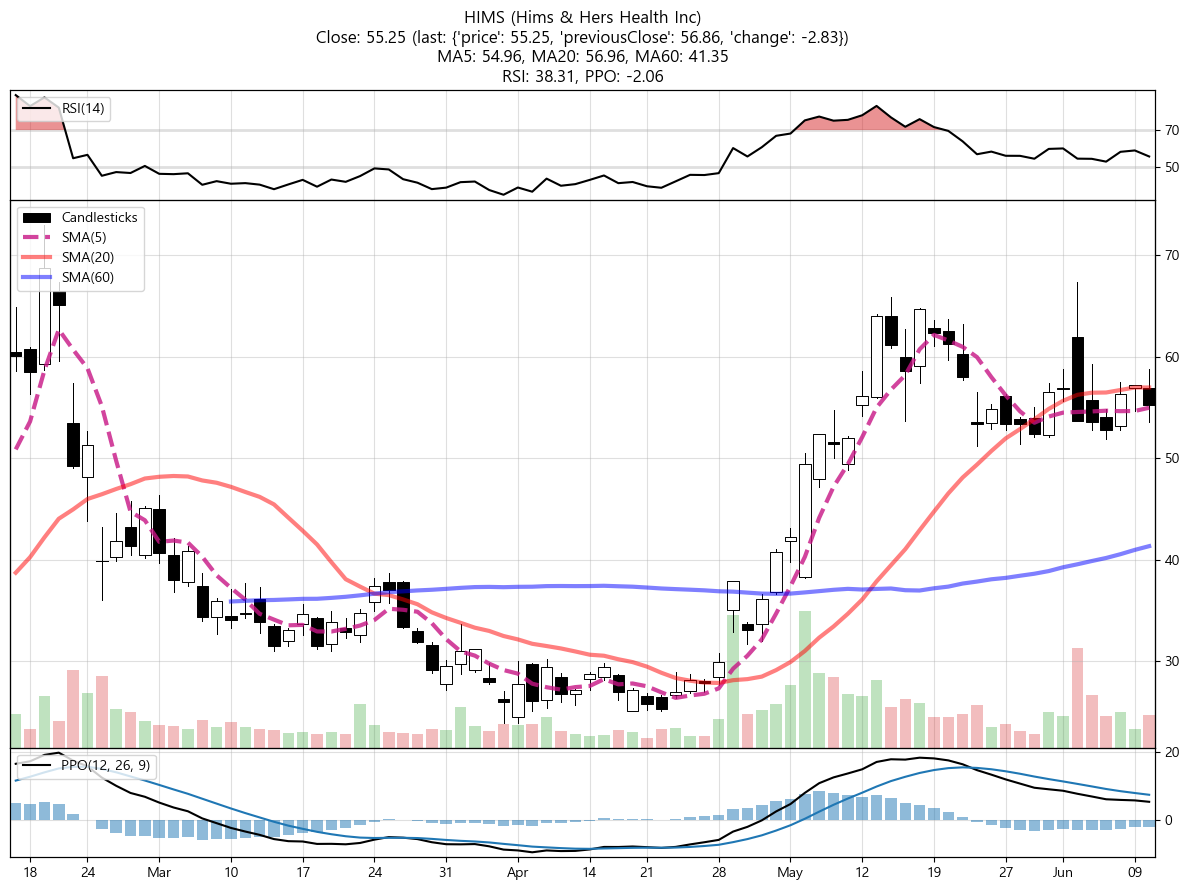 HIMS (Hims & Hers Health Inc)
Close: 55.25 (last: {'price': 55.25, 'previousClose': 56.86, 'change': -2.83})
MA5: 54.96, MA20: 56.96, MA60: 41.35
RSI: 38.31, PPO: -2.06
RSI(14)
70
50
Candlesticks
SMA(5)
SMA(20)
SMA(60)
70
60
50
40
30
PPO(12, 26, 9)
20
0
18 24 Mar 10 17 24 31 Apr 14 21 28 May 12 19 27 Jun 09